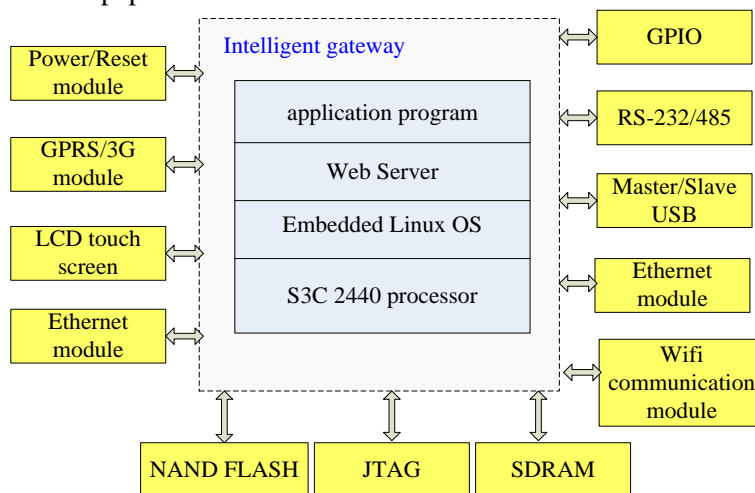 Intelligent gateway
application program
Web Server
Embedded Linux OS
S3C 2440 processor
Power/Reset
module
GPRS/3G
module
LCD touch
screen
Ethernet
module
GPIO
RS-232/485
Master/Slave
USB
Ethernet
module
Wifi
communication
module
NAND FLASH
JTAG
SDRAM